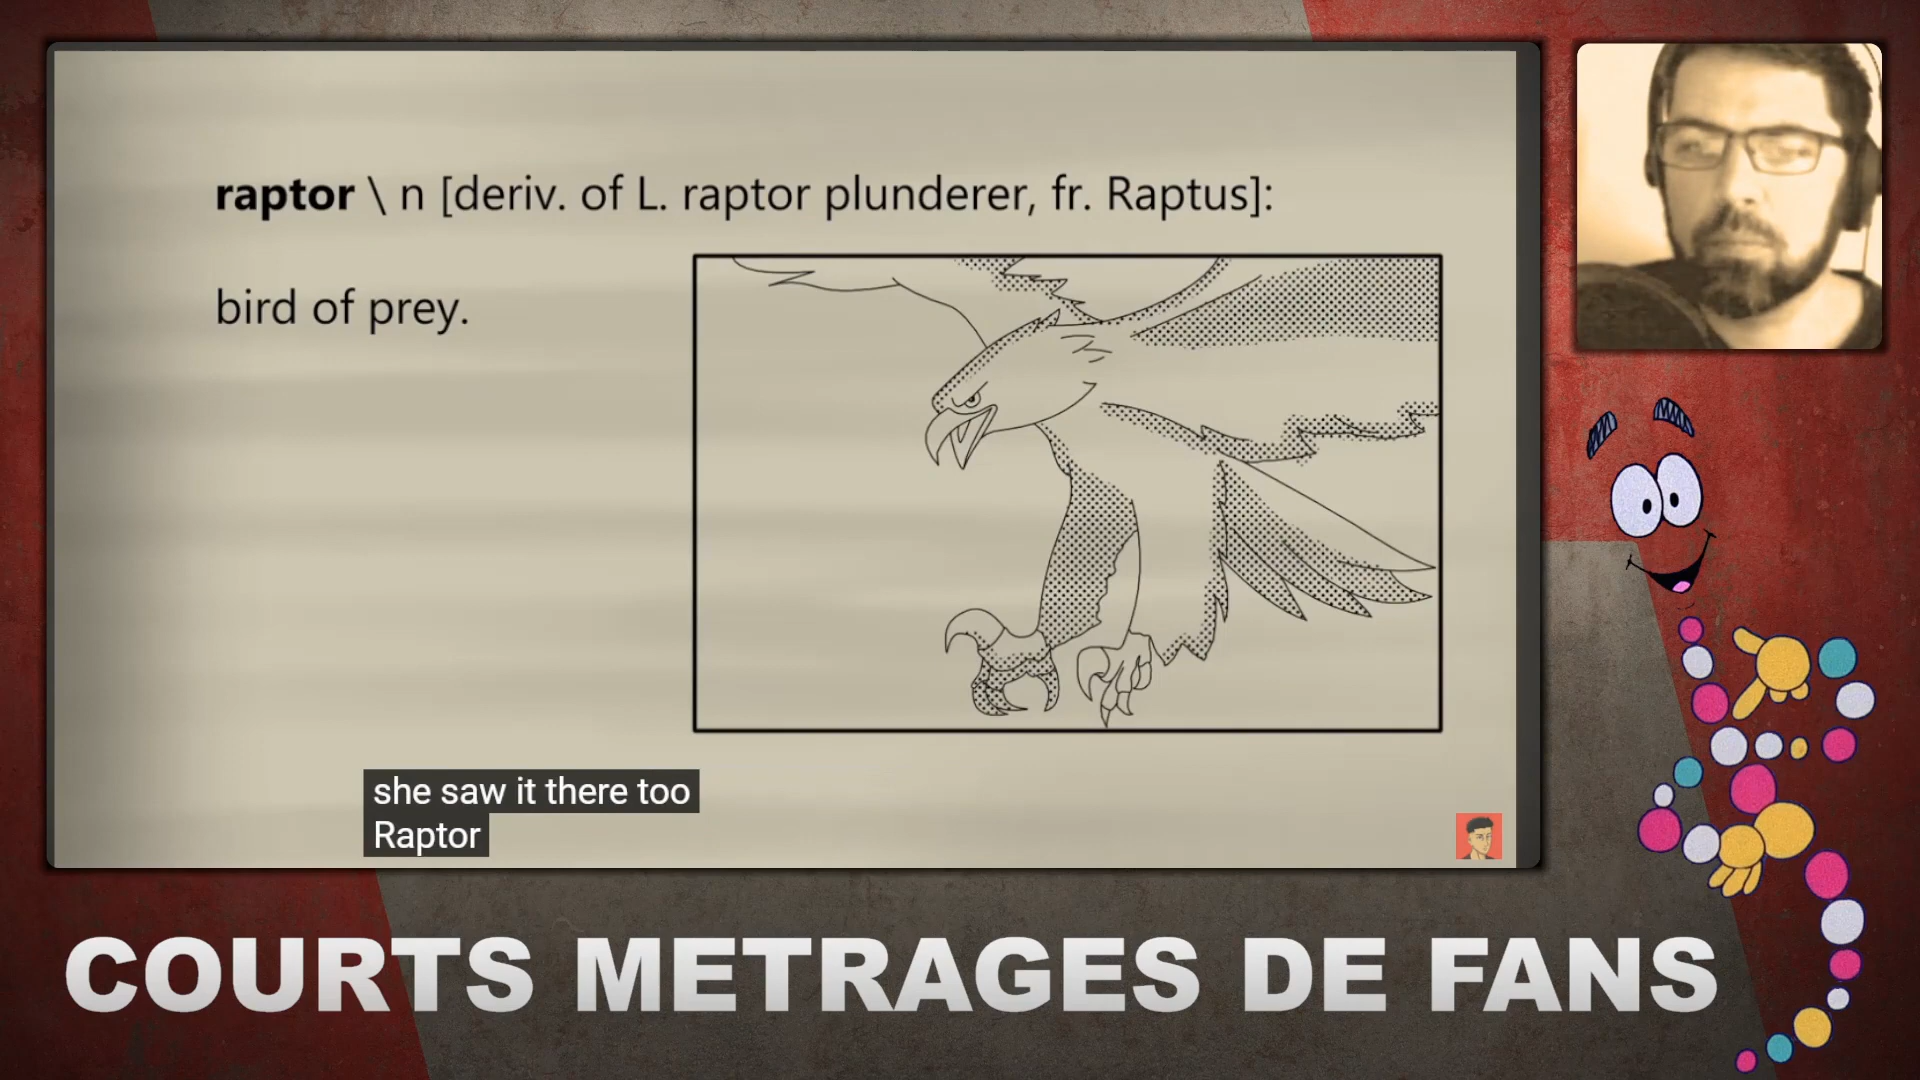 raptor \ n [deriv. of L. raptor plunderer, fr. Raptus]:
bird of prey.
she saw it there too
Raptor
COURTS METRAGES DE FANS